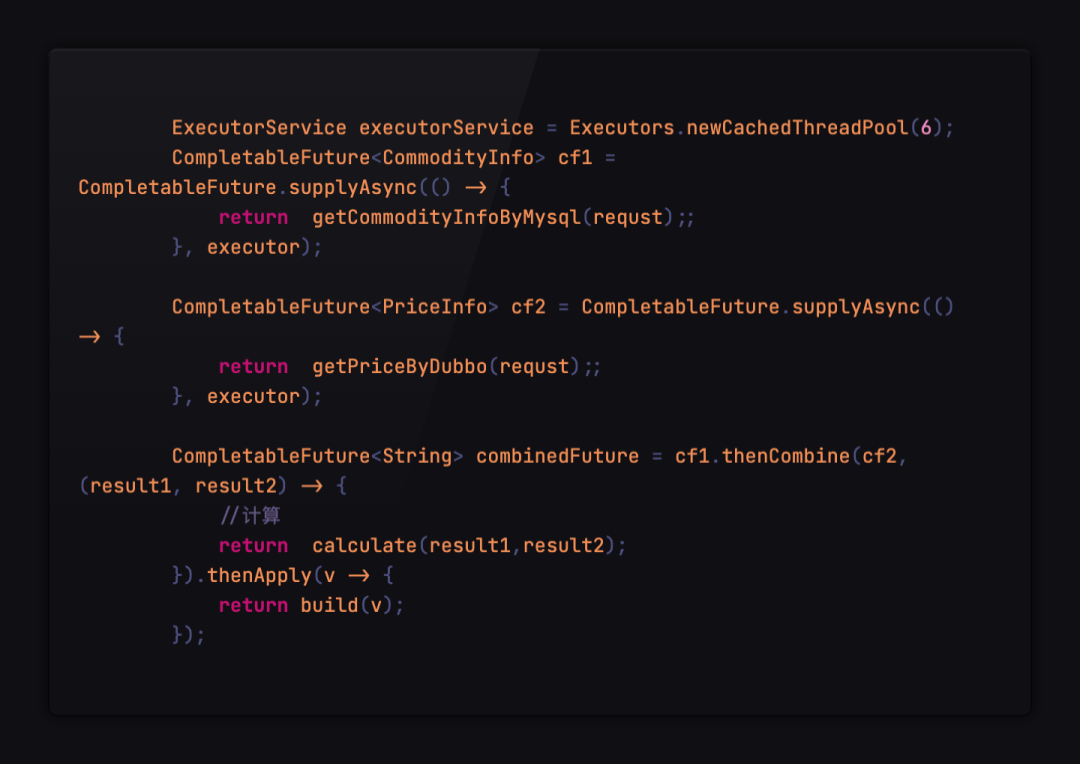 ExecutorService executorService = Executors.newCachedThreadPool(6);
CompletableFuture<CommodityInfo> cf1 =
CompletableFuture.supplyAsync(() -> {
return  getCommodityInfoByMysql(requst);;
}, executor);
CompletableFuture<PriceInfo> cf2 = CompletableFuture.supplyAsync(()
-> {
return  getPriceByDubbo(requst);;
}, executor);
CompletableFuture<String> combinedFuture = cf1.thenCombine(cf2,
(result1, result2) -> {
//计算
return  calculate(result1,result2);
}).thenApply(v -> {
return build(v);
});